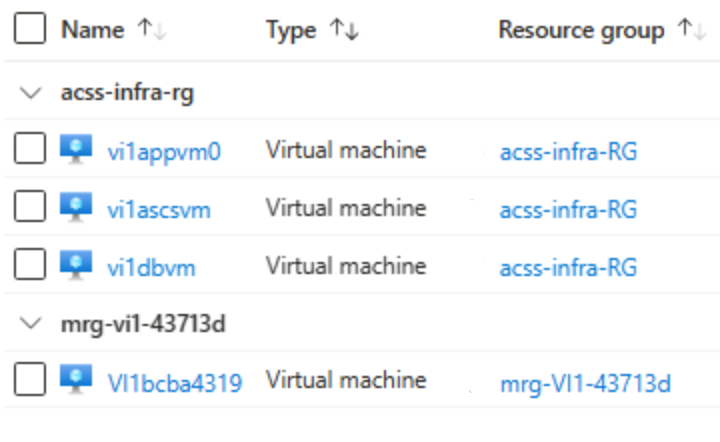 Name ↑↓ Type ↑↓ Resource group ↑↓
acss-infra-rg
vi1appvm0 Virtual machine acss-infra-RG
vi1ascsvm Virtual machine acss-infra-RG
vi1dbvm Virtual machine acss-infra-RG
mrg-vi1-43713d
VI1bcba4319 Virtual machine mrg-VI1-43713d